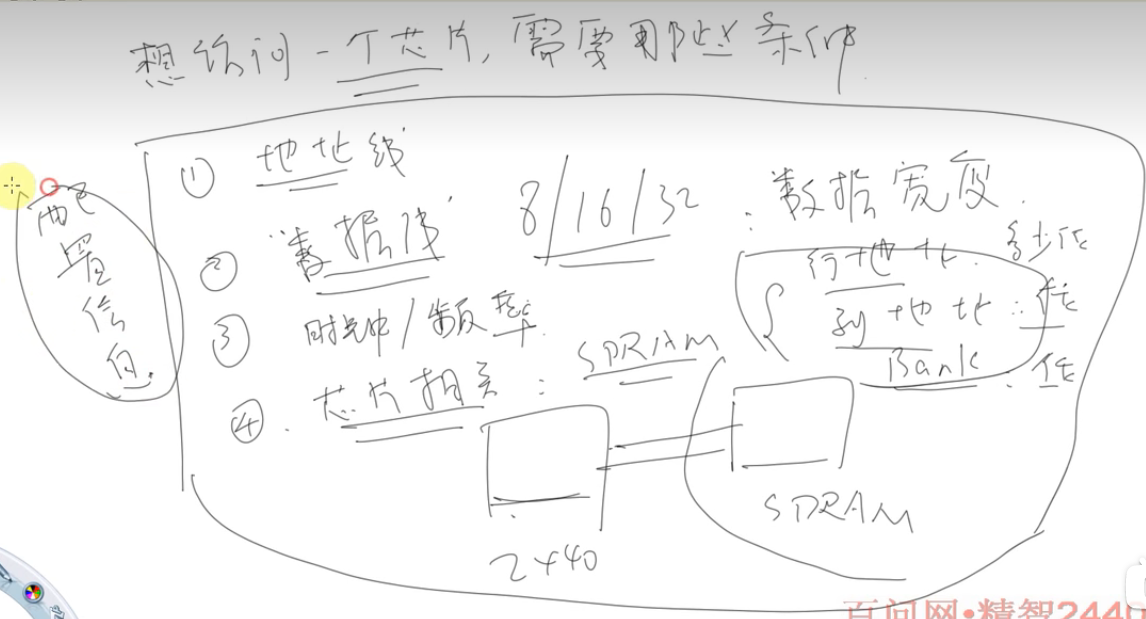 想访问一个芯片,需要那些条件.
① 地址线
② 数据线 8/16/32 : 数据宽度.
③ 时钟/频率
④. 芯片相关: SDRAM
行地址. 多少位
列地址: 位
Bank. 位
配置信息.
2440
SDRAM
百问网•精智2440